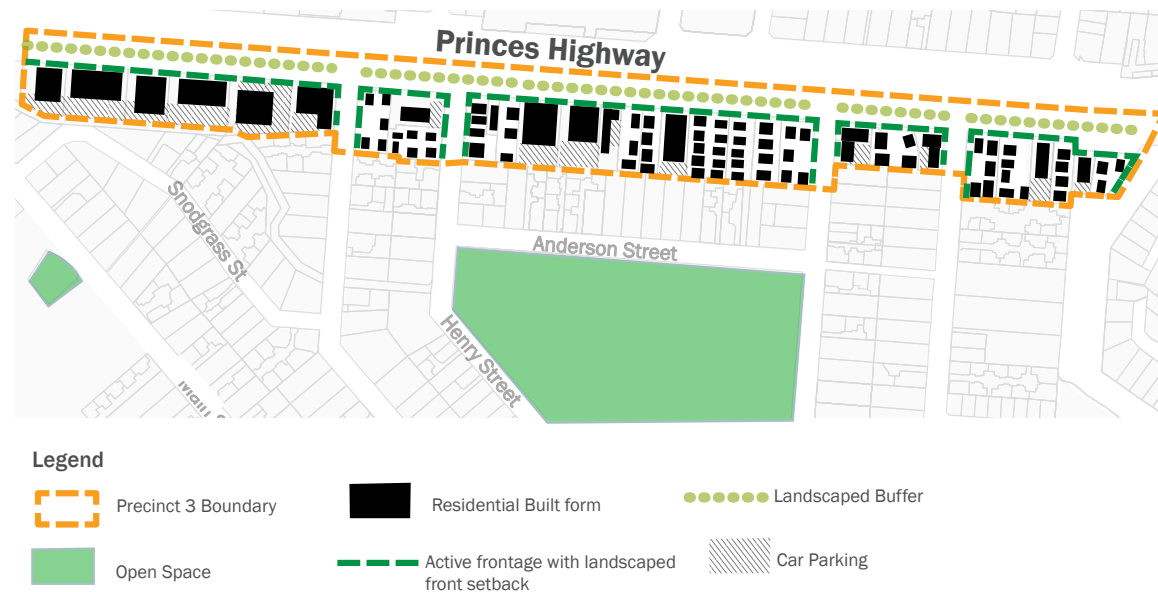 Princes Highway
Snodgrass St
Anderson Street
Henry Street
Legend
Precinct 3 Boundary
Residential Built form
Landscaped Buffer
Open Space
Active frontage with landscaped
front setback
Car Parking